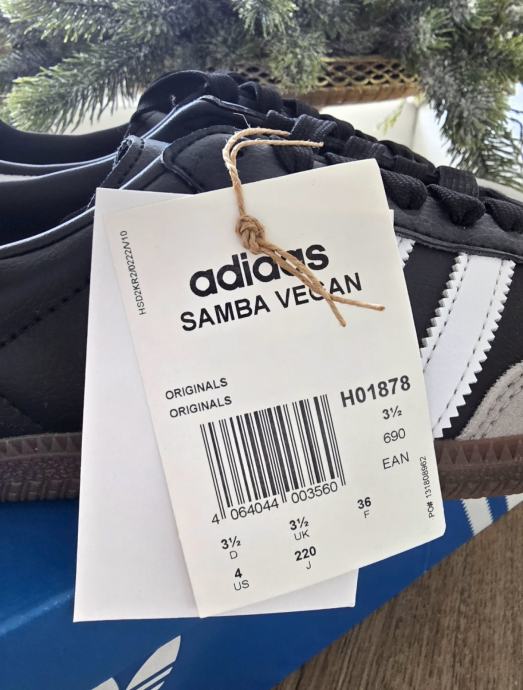 HSD2KR2/0222/V10
adidas
SAMBA VEGAN
ORIGINALS
ORIGINALS
H01878
3½
690
EAN
4 064044 003560
3½
D
3½
UK
36
F
4
US
220
J
PO# 131808962